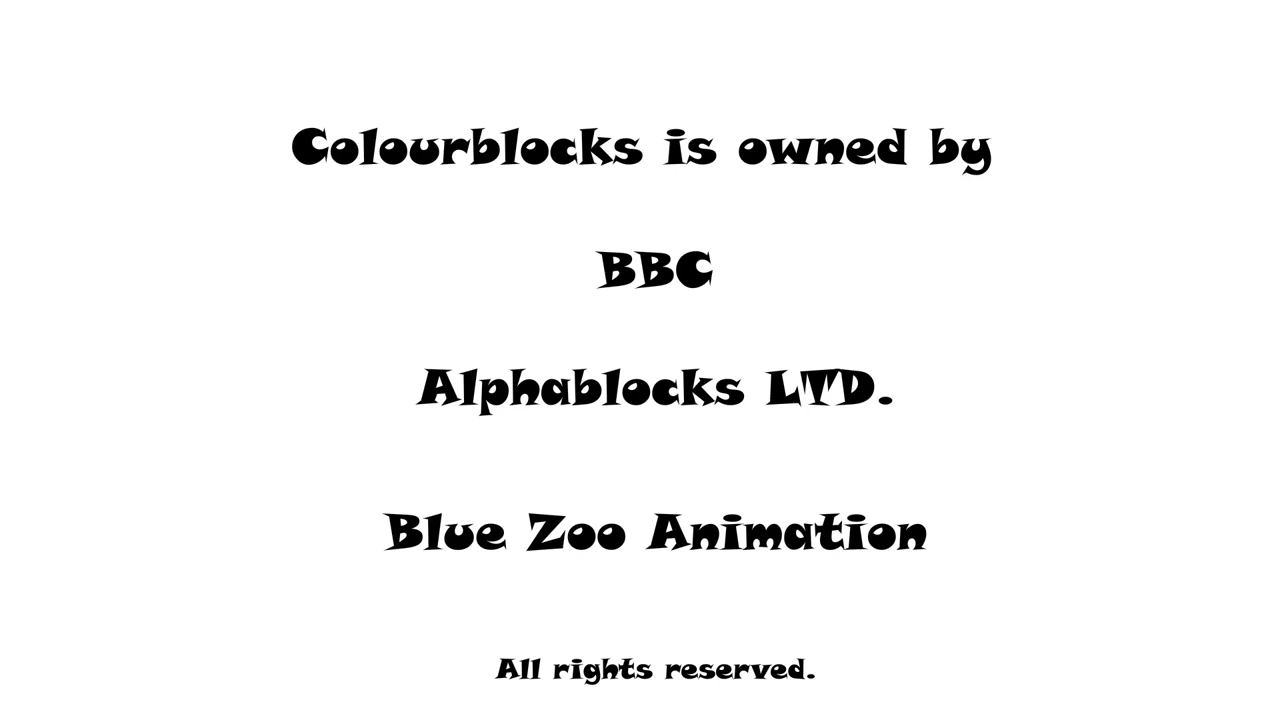 Colourblocks is owned by
BBC
Alphablocks LTD.
Blue Zoo Animation
All rights reserved.